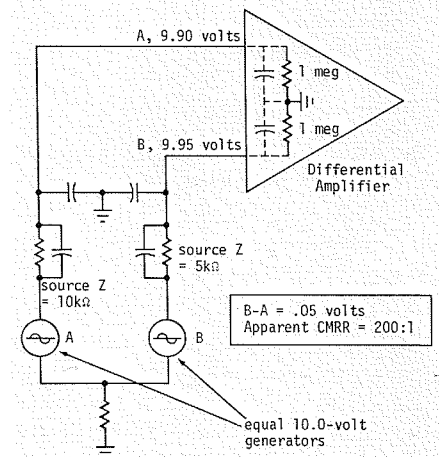 A, 9.90 volts
1 meg
1 meg
B, 9.95 volts
Differential
Amplifier
source Z
= 5kΩ
source Z
= 10kΩ
A
B
B-A = .05 volts
Apparent CMRR = 200:1
equal 10.0-volt
generators